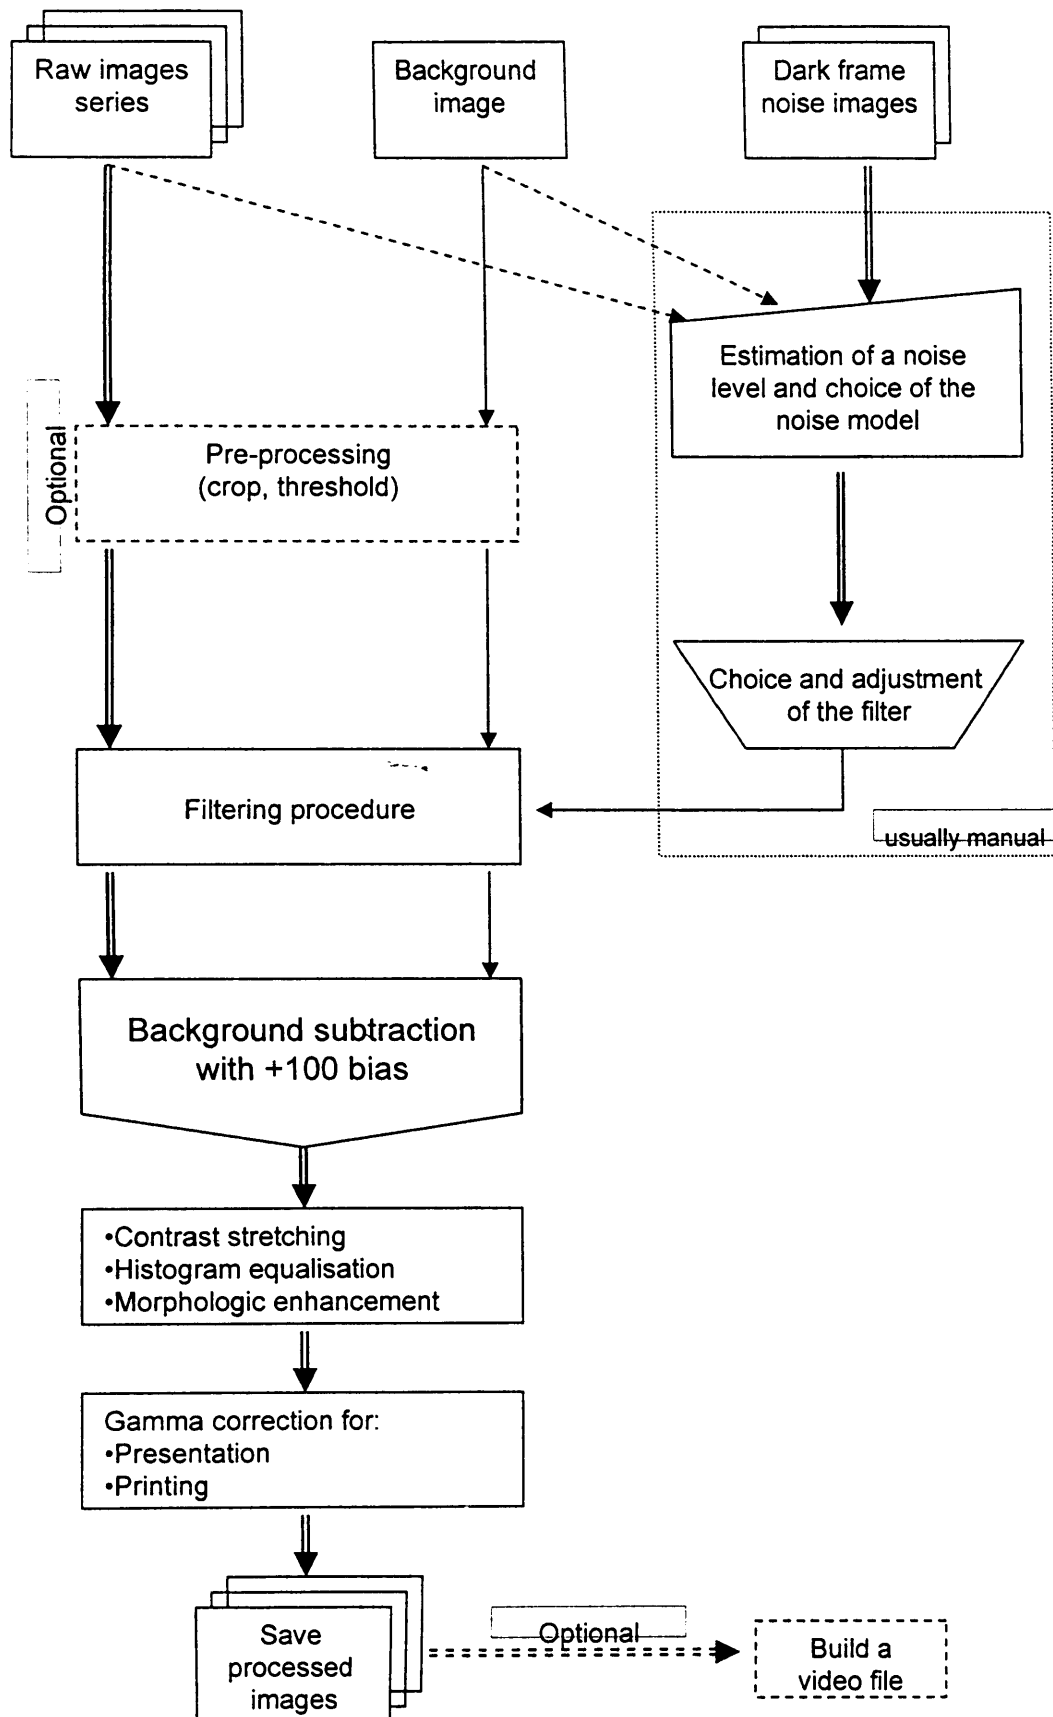 Raw images
series
Background
image
Dark frame
noise images
Estimation of a noise
level and choice of the
noise model
Optional
Pre-processing
(crop, threshold)
Choice and adjustment
of the filter
Filtering procedure
usually manual
Background subtraction
with +100 bias
•Contrast stretching
•Histogram equalisation
•Morphologic enhancement
Gamma correction for:
•Presentation
•Printing
Save
processed
images
Optional
Build a
video file